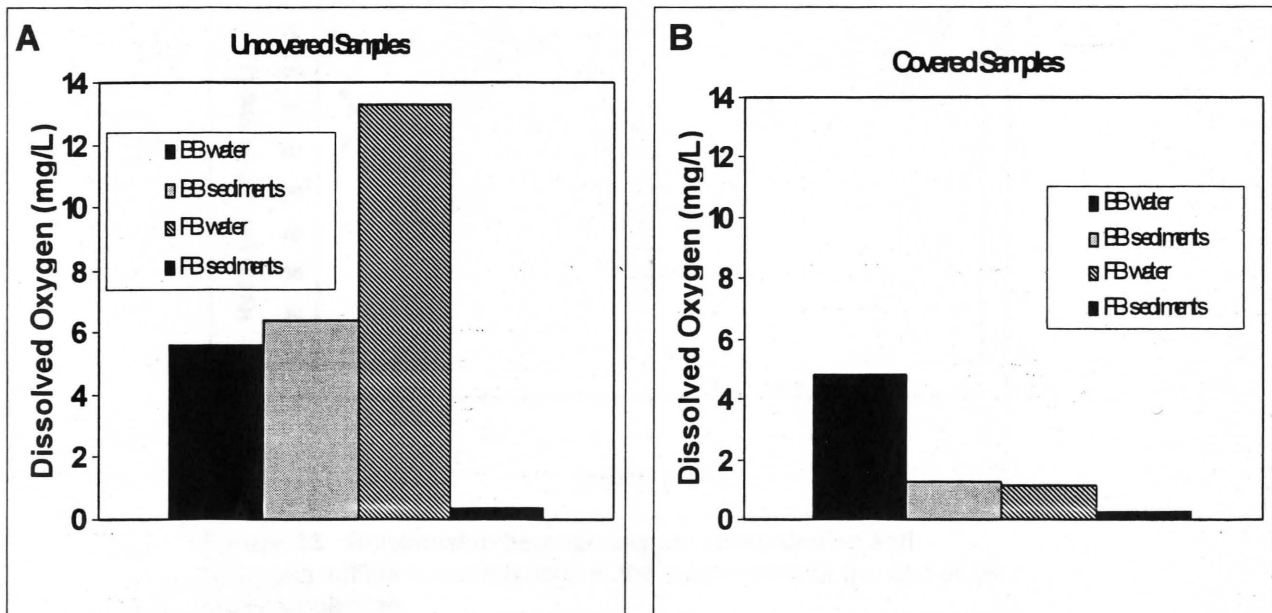 A
Uncovered Samples
Dissolved Oxygen (mg/L)
14
12
10
8
6
4
2
0
BB water
BB sediments
FB water
FB sediments
B
Covered Samples
Dissolved Oxygen (mg/L)
14
12
10
8
6
4
2
0
BB water
BB sediments
FB water
FB sediments